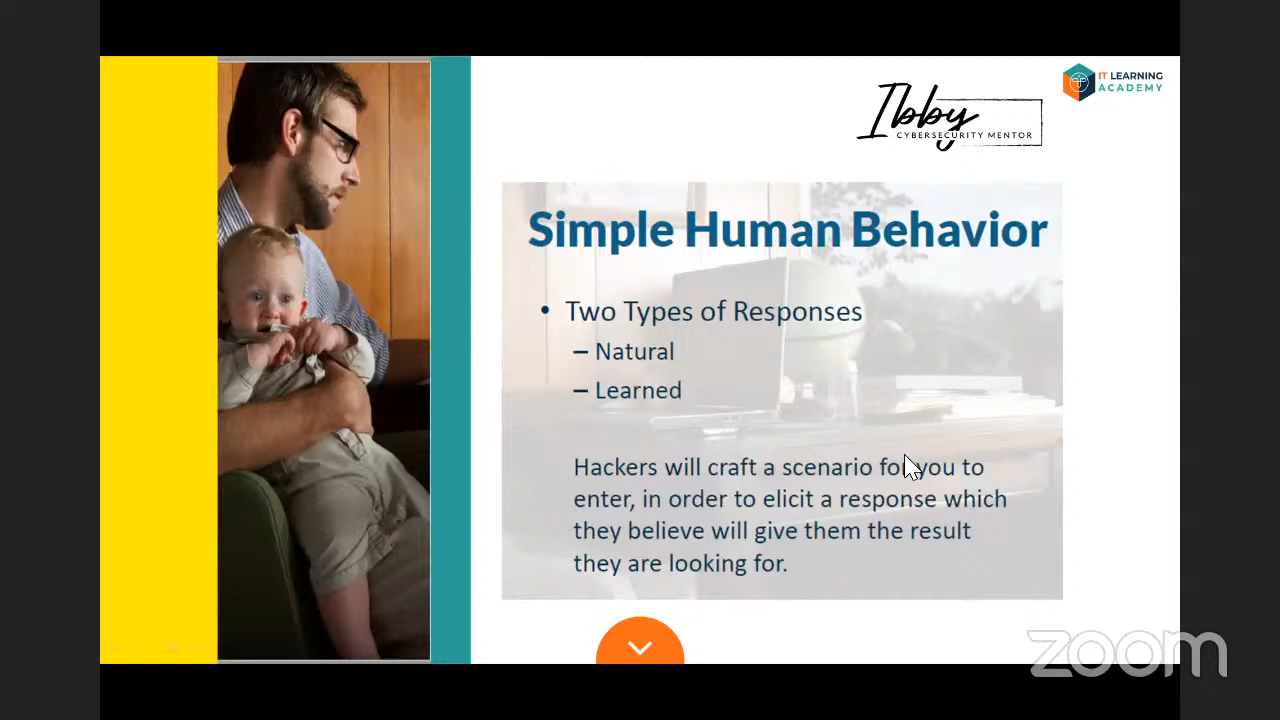 IT LEARNING
ACADEMY
Ibby
CYBERSECURITY MENTOR
Simple Human Behavior
• Two Types of Responses
– Natural
– Learned
Hackers will craft a scenario for you to
enter, in order to elicit a response which
they believe will give them the result
they are looking for.
zoom